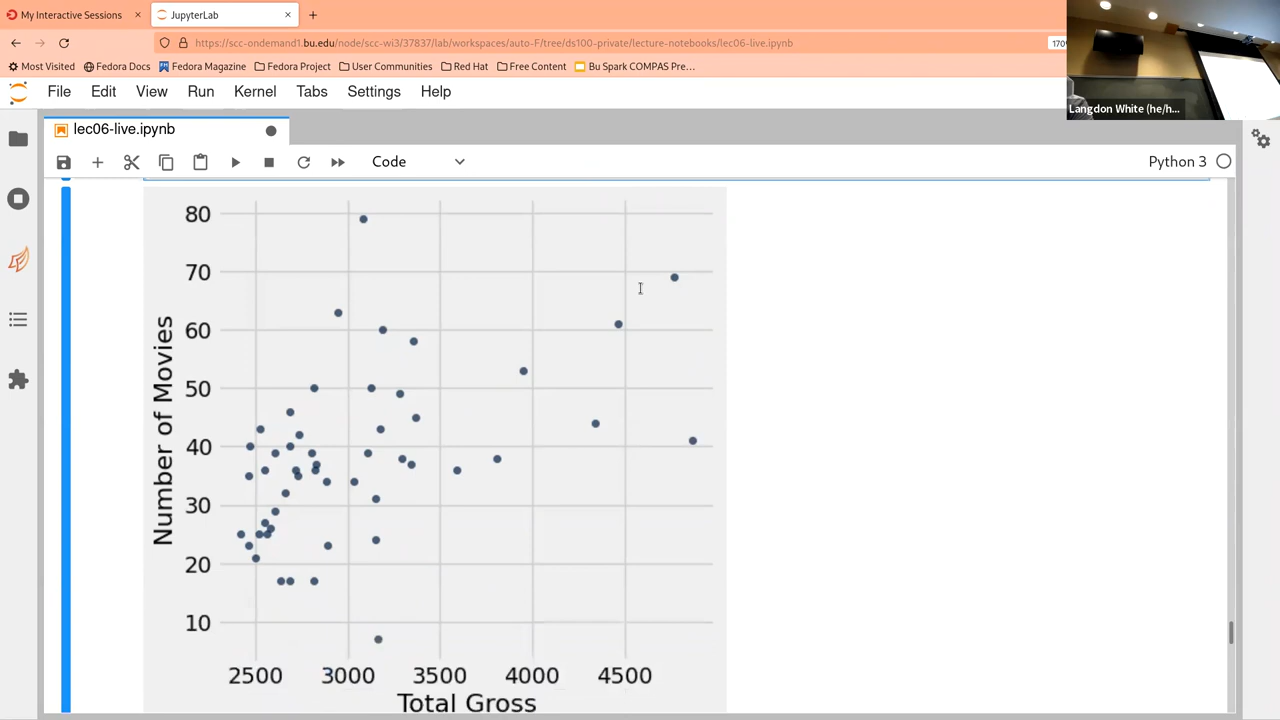 My Interactive Sessions
JupyterLab
https://scc-ondemand1.bu.edu/node/scc-wi3/37837/lab/workspaces/auto-F/tree/ds100-private/lecture-notebooks/lec06-live.ipynb
170%
Most Visited Fedora Docs Fedora Magazine Fedora Project User Communities Red Hat Free Content Bu Spark COMPAS Pre…
Langdon White (he/h...
File Edit View Run Kernel Tabs Settings Help
lec06-live.ipynb
Code
Python 3
80
70
60
50
40
30
20
10
Number of Movies
2500 3000 3500 4000 4500
Total Gross